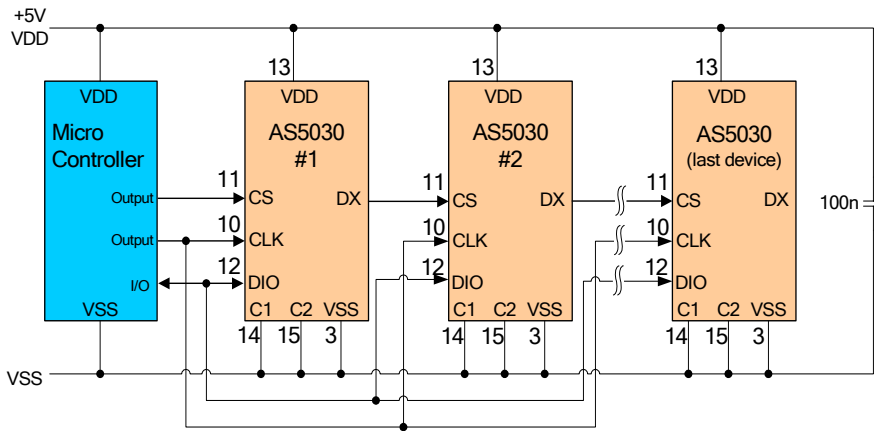 +5V
VDD
13
13
13
VDD
VDD
VDD
VDD
Micro
Controller
AS5030
#1
AS5030
#2
AS5030
(last device)
Output
11
CS
DX
11
CS
DX
11
CS
DX
100n
Output
10
CLK
10
CLK
10
CLK
I/O
12
DIO
12
DIO
12
DIO
VSS
C1
C2
VSS
C1
C2
VSS
C1
C2
VSS
14
15
3
14
15
3
14
15
3
VSS